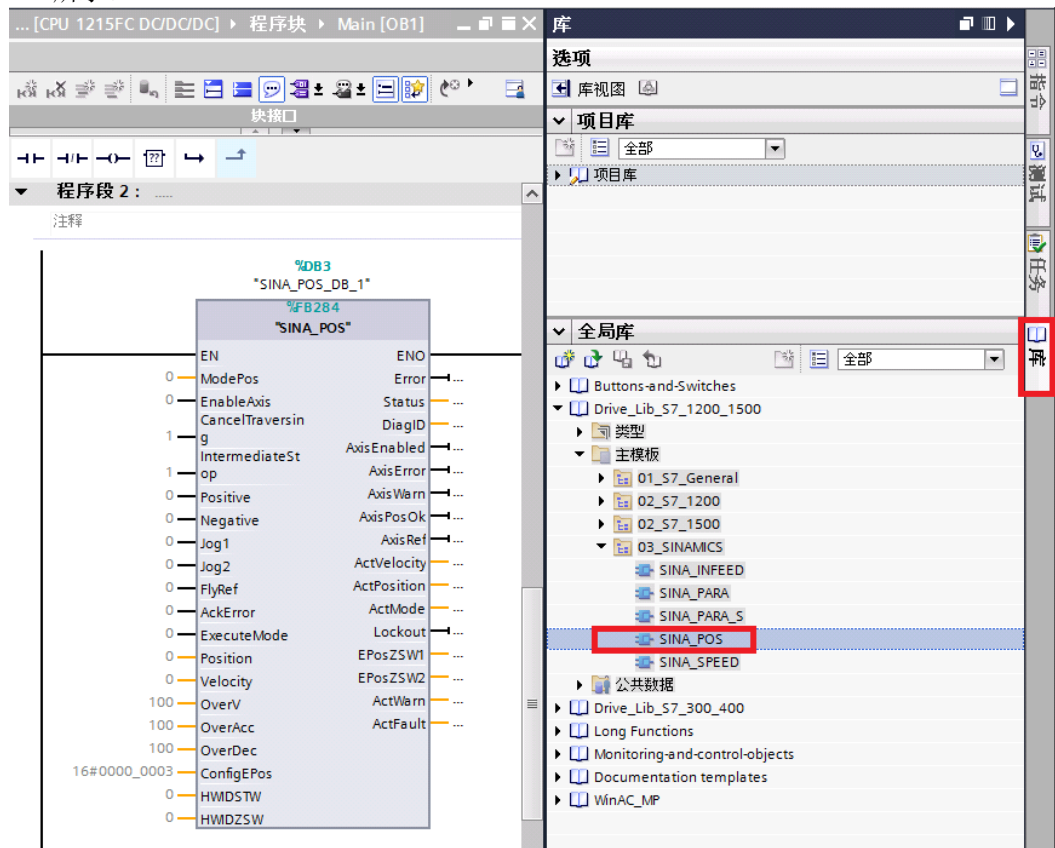 ... [CPU 1215FC DC/DC/DC] ▸ 程序块 ▸ Main [OB1]
块接口
??
程序段 2： .....
注释
%DB3
"SINA_POS_DB_1"
%FB284
"SINA_POS"
EN ENO
0 ModePos Error ...
0 EnableAxis Status ...
CancelTraversin
1 g DiagID ...
IntermediateSt AxisEnabled ...
1 op AxisError ...
0 Positive AxisWarn ...
0 Negative AxisPosOk ...
0 Jog1 AxisRef ...
0 Jog2 ActVelocity ...
0 FlyRef ActPosition ...
0 AckError ActMode ...
0 ExecuteMode Lockout ...
0 Position EPosZSW1 ...
0 Velocity EPosZSW2 ...
100 OverV ActWarn ...
100 OverAcc ActFault ...
100 OverDec
16#0000_0003 ConfigEPos
0 HWIDSTW
0 HWIDZSW
库
选项
库视图
项目库
全部
项目库
全局库
全部
Buttons-and-Switches
Drive_Lib_S7_1200_1500
类型
主模板
01_S7_General
02_S7_1200
02_S7_1500
03_SINAMICS
SINA_INFEED
SINA_PARA
SINA_PARA_S
SINA_POS
SINA_SPEED
公共数据
Drive_Lib_S7_300_400
Long Functions
Monitoring-and-control-objects
Documentation templates
WinAC_MP
指令
测试
任务
库